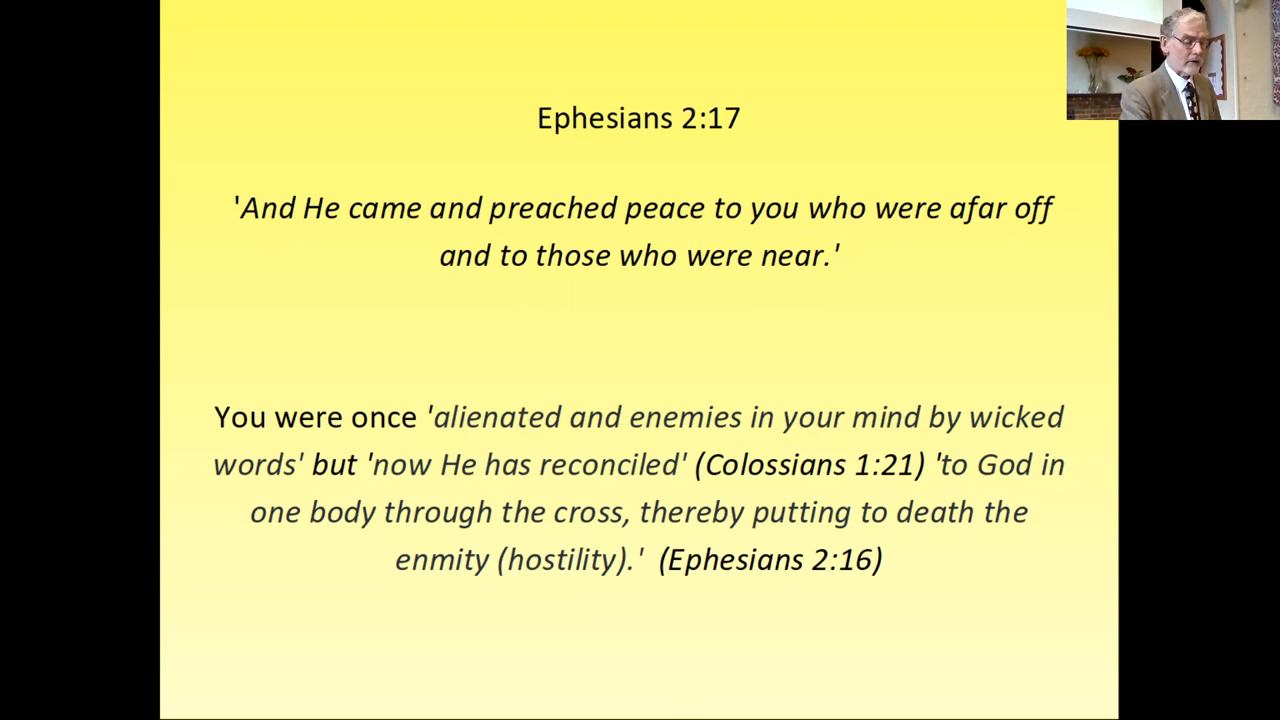 Ephesians 2:17
'And He came and preached peace to you who were afar off
and to those who were near.'
You were once 'alienated and enemies in your mind by wicked
words' but 'now He has reconciled' (Colossians 1:21) 'to God in
one body through the cross, thereby putting to death the
enmity (hostility).'  (Ephesians 2:16)